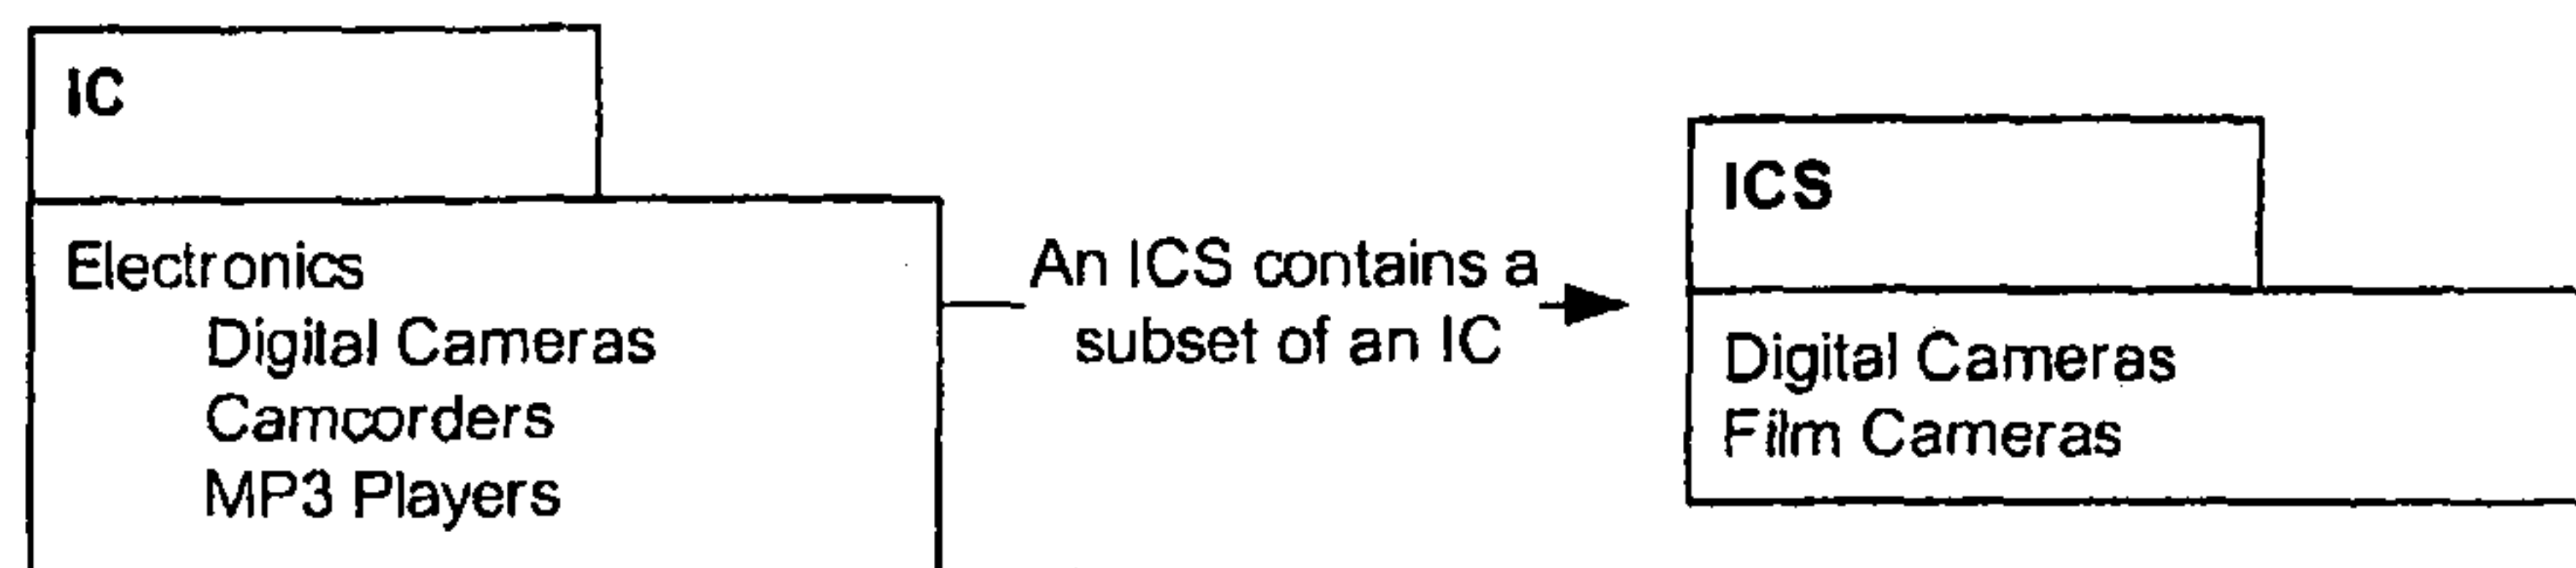 IC
Electronics
Digital Cameras
Camcorders
MP3 Players
An ICS contains a
subset of an IC
ICS
Digital Cameras
Film Cameras